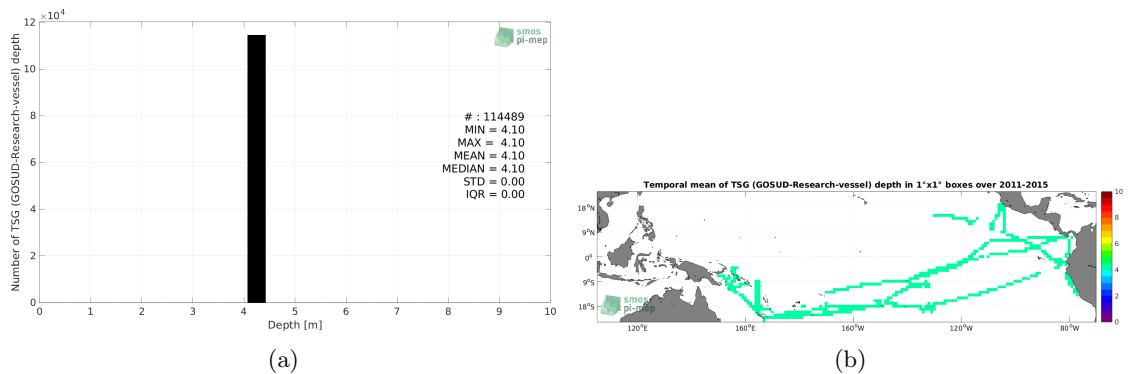 ×10⁴
12
10
8
6
4
2
0
Number of TSG (GOSUD-Research-vessel) depth
smos
pi-mep
# : 114489
MIN = 4.10
MAX = 4.10
MEAN = 4.10
MEDIAN = 4.10
STD = 0.00
IQR = 0.00
0 1 2 3 4 5 6 7 8 9 10
Depth [m]
(a)
Temporal mean of TSG (GOSUD-Research-vessel) depth in 1°x1° boxes over 2011-2015
18°N
9°N
0°
9°S
18°S
smos
pi-mep
120°E 160°E 160°W 120°W 80°W
10
8
6
4
2
0
(b)